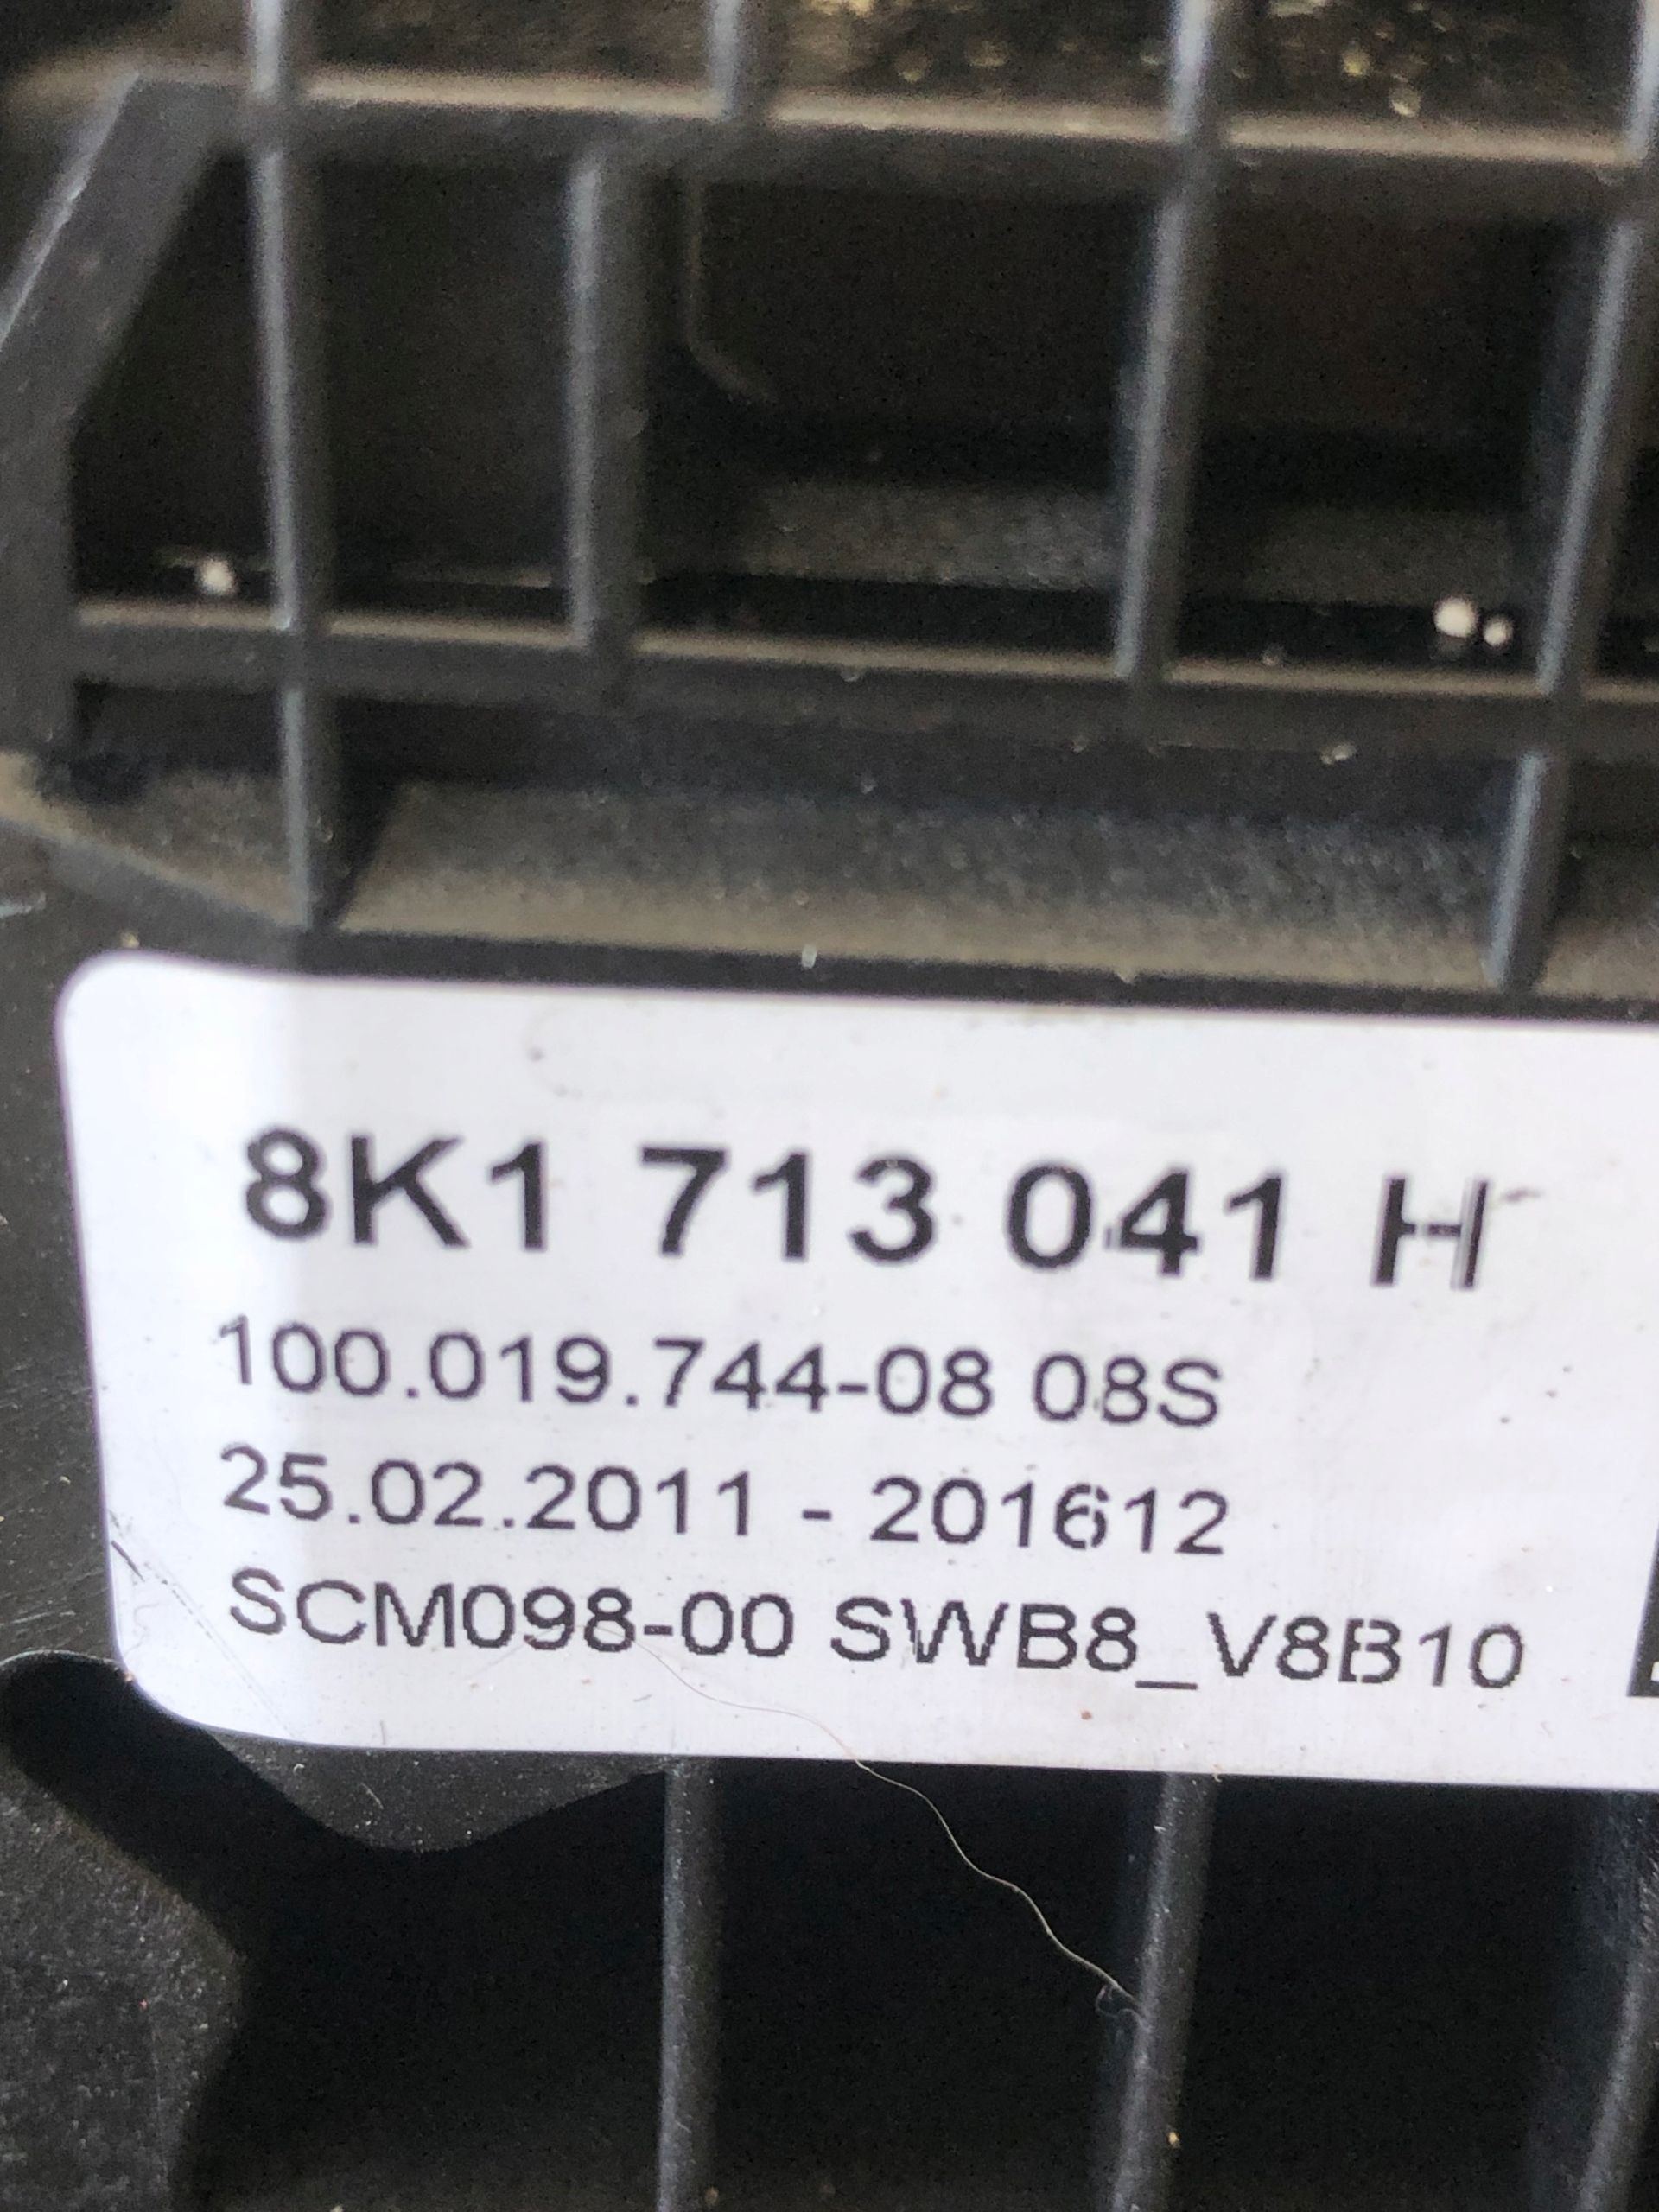 8K1 713 041 H
100.019.744-08 08S
25.02.2011 - 201612
SCM098-00 SWB8_V8B10